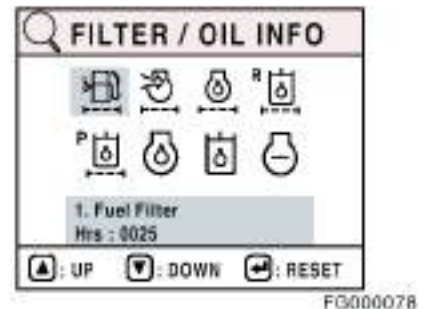 FILTER / OIL INFO
R
P
1. Fuel Filter
Hrs : 0025
: UP : DOWN : RESET
FG000078